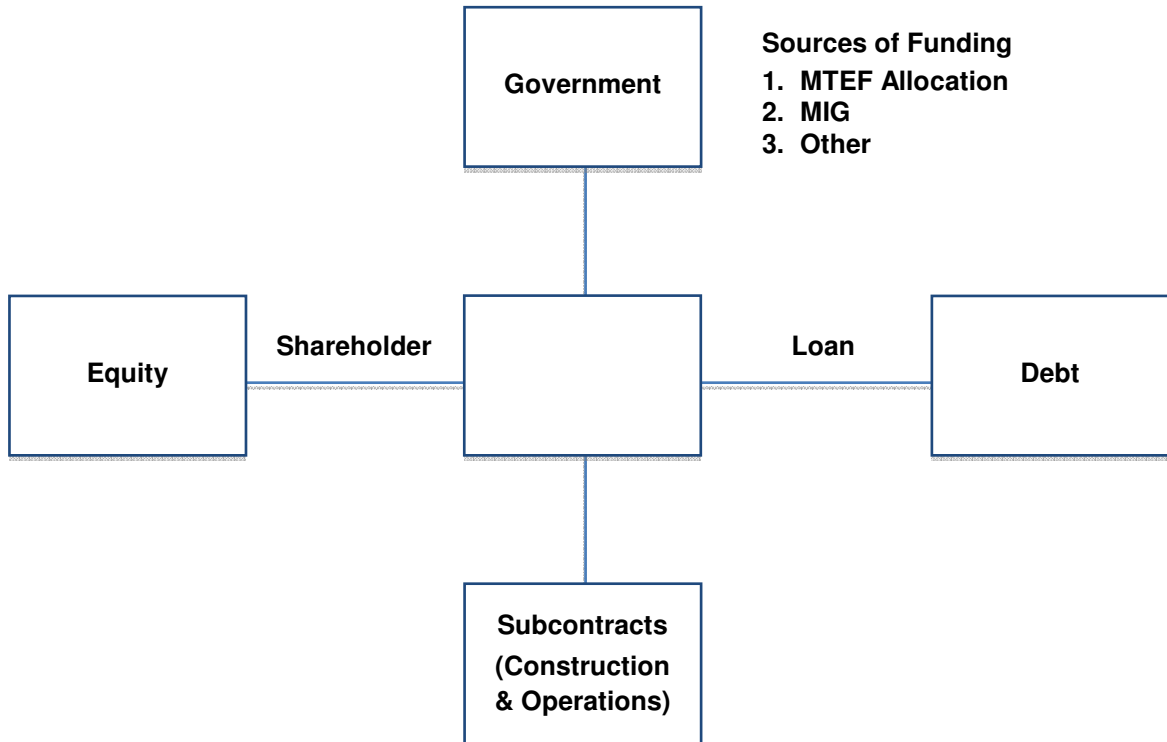 Government
Sources of Funding
1. MTEF Allocation
2. MIG
3. Other
Equity
Shareholder
Loan
Debt
Subcontracts
(Construction
& Operations)